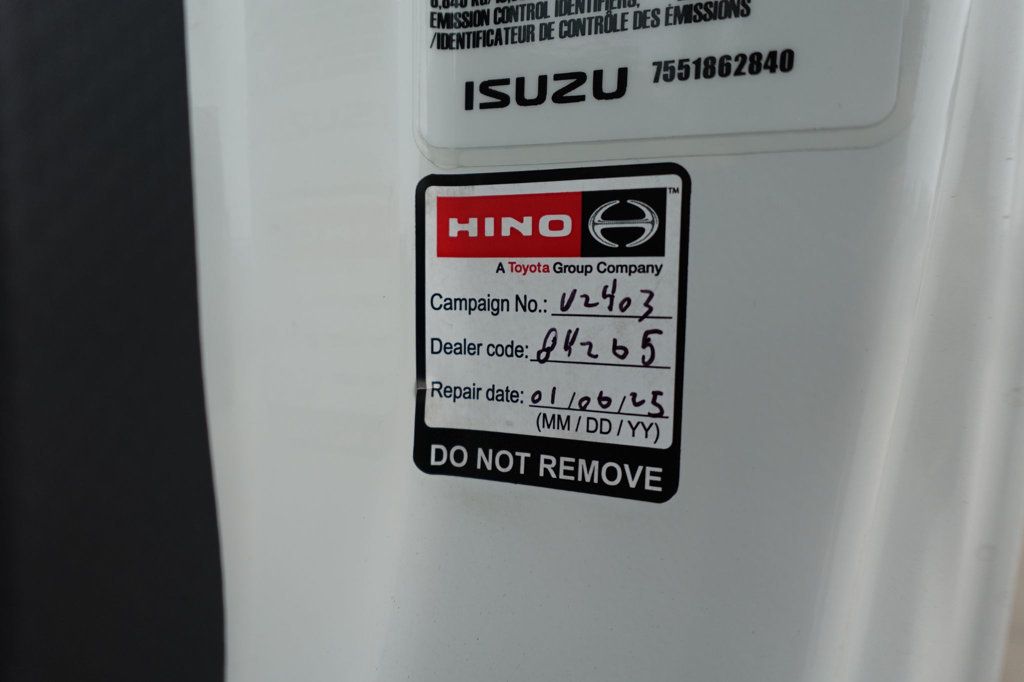 EMISSION CONTROL IDENTIFIERS,
/IDENTIFICATEUR DE CONTRÔLE DES ÉMISSIONS
ISUZU 7551862840
HINO ™
A Toyota Group Company
Campaign No.: V2403
Dealer code: 84265
Repair date: 01/06/25
(MM / DD / YY)
DO NOT REMOVE